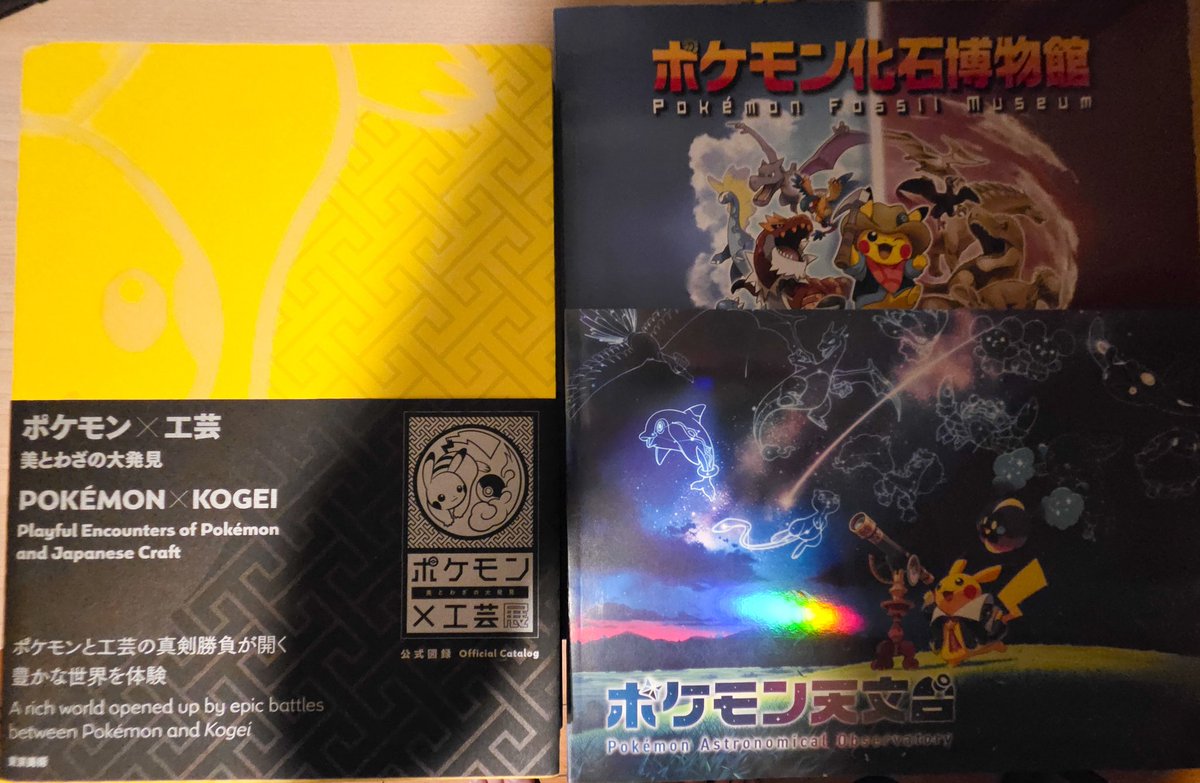 ポケモン×工芸
美とわざの大発見
POKÉMON×KOGEI
Playful Encounters of Pokémon
and Japanese Craft
ポケモン
美とわざの大発見
×工芸展
公式図録 Official Catalog
ポケモンと工芸の真剣勝負が開く
豊かな世界を体験
A rich world opened up by epic battles
between Pokémon and Kogei
東京美術
ポケモン化石博物館
Pokémon Fossil Museum
ポケモン天文台
Pokémon Astronomical Observatory